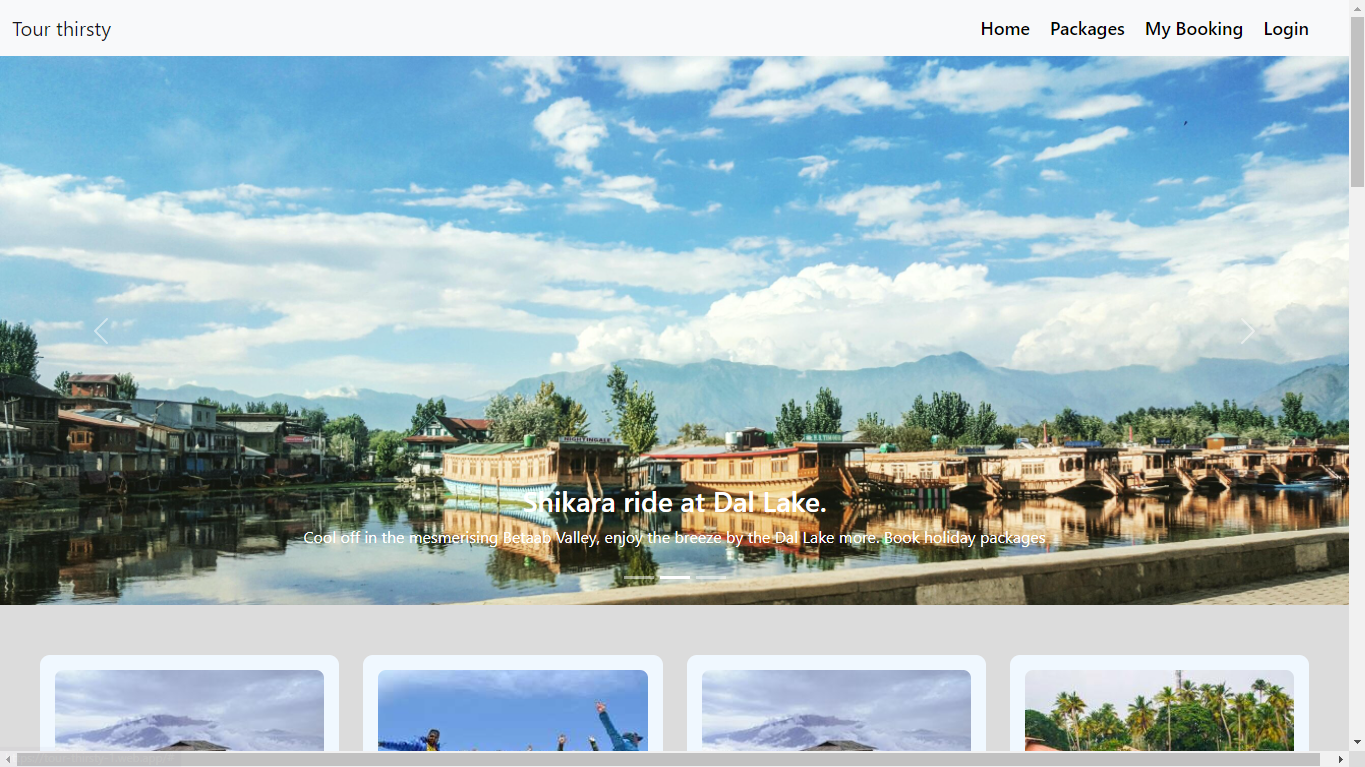 Tour thirsty
Home Packages My Booking Login
NIGHTINGALE
Shikara ride at Dal Lake.
Cool off in the mesmerising Betaab Valley, enjoy the breeze by the Dal Lake more. Book holiday packages